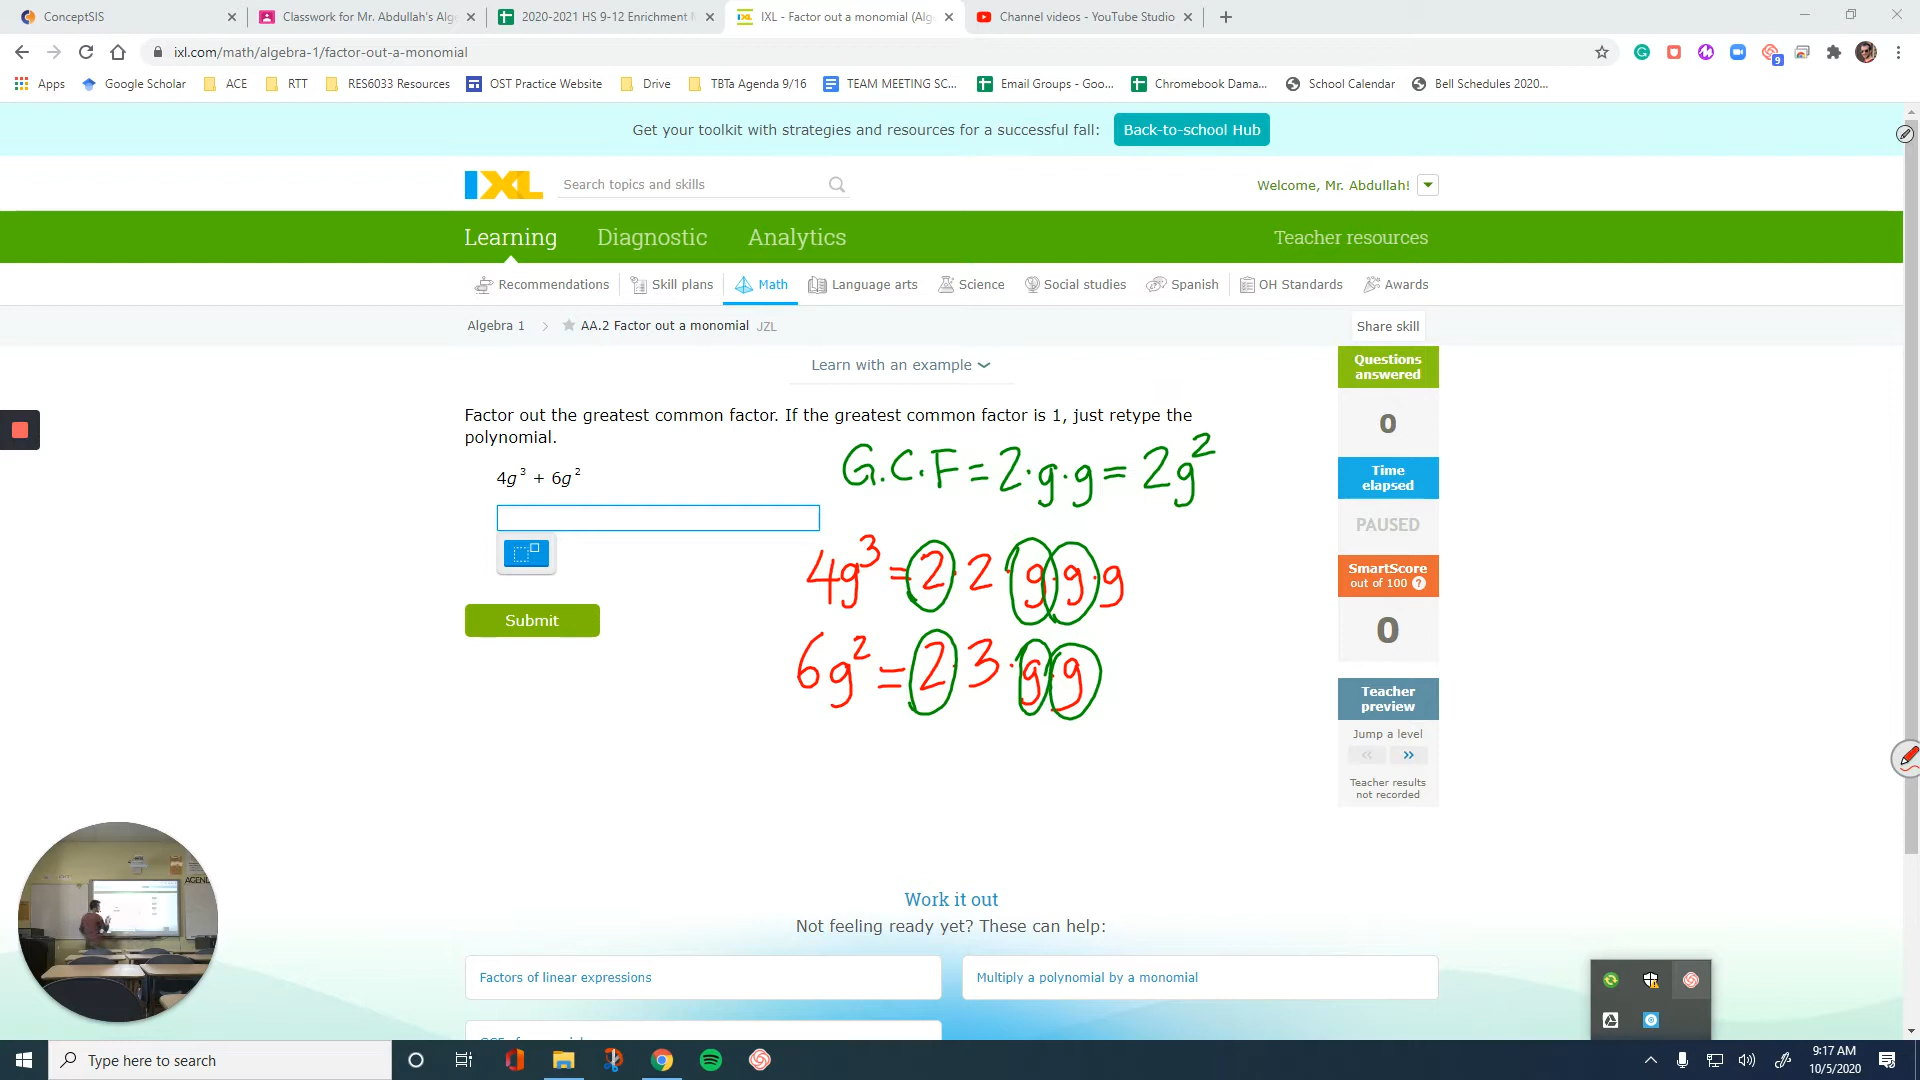 ConceptSIS
Classwork for Mr. Abdullah's Alg
2020-2021 HS 9-12 Enrichment
IXL - Factor out a monomial (Alg
Channel videos - YouTube Studio
ixl.com/math/algebra-1/factor-out-a-monomial
9
Apps
Google Scholar
ACE
RTT
RES6033 Resources
OST Practice Website
Drive
TBTa Agenda 9/16
TEAM MEETING SC...
Email Groups - Goo...
Chromebook Dama...
School Calendar
Bell Schedules 2020...
Get your toolkit with strategies and resources for a successful fall:
Back-to-school Hub
IXL
Search topics and skills
Welcome, Mr. Abdullah!
Learning
Diagnostic
Analytics
Teacher resources
Recommendations
Skill plans
Math
Language arts
Science
Social studies
Spanish
OH Standards
Awards
Algebra 1
AA.2 Factor out a monomial JZL
Share skill
Learn with an example
Questions
answered
0
Time
elapsed
PAUSED
SmartScore
out of 100 ?
0
Teacher
preview
Jump a level
<< >>
Teacher results
not recorded
Factor out the greatest common factor. If the greatest common factor is 1, just retype the
polynomial.
4g³ + 6g²
G.C.F = 2·g·g = 2g²
4g³ = 2·2·g·g·g
6g² = 2·3·g·g
Submit
AGENDA
Work it out
Not feeling ready yet? These can help:
Factors of linear expressions
Multiply a polynomial by a monomial
Type here to search
9:17 AM
10/5/2020